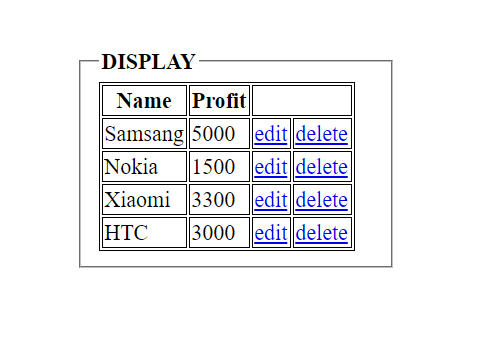 DISPLAY
Name Profit
Samsang 5000 edit delete
Nokia 1500 edit delete
Xiaomi 3300 edit delete
HTC 3000 edit delete